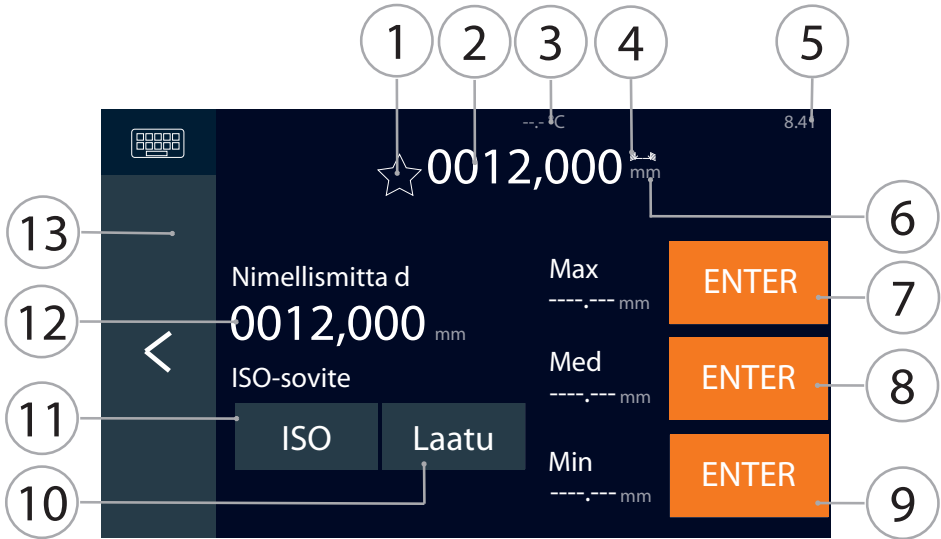 1 2 3 4 5
--.- °C 8.41
0012,000 mm
6
13
Nimellismitta d
Max ENTER
----.--- mm
7
12
0012,000 mm
Med ENTER
----.--- mm
8
ISO-sovite
11
ISO Laatu
Min ENTER
----.--- mm
10
9